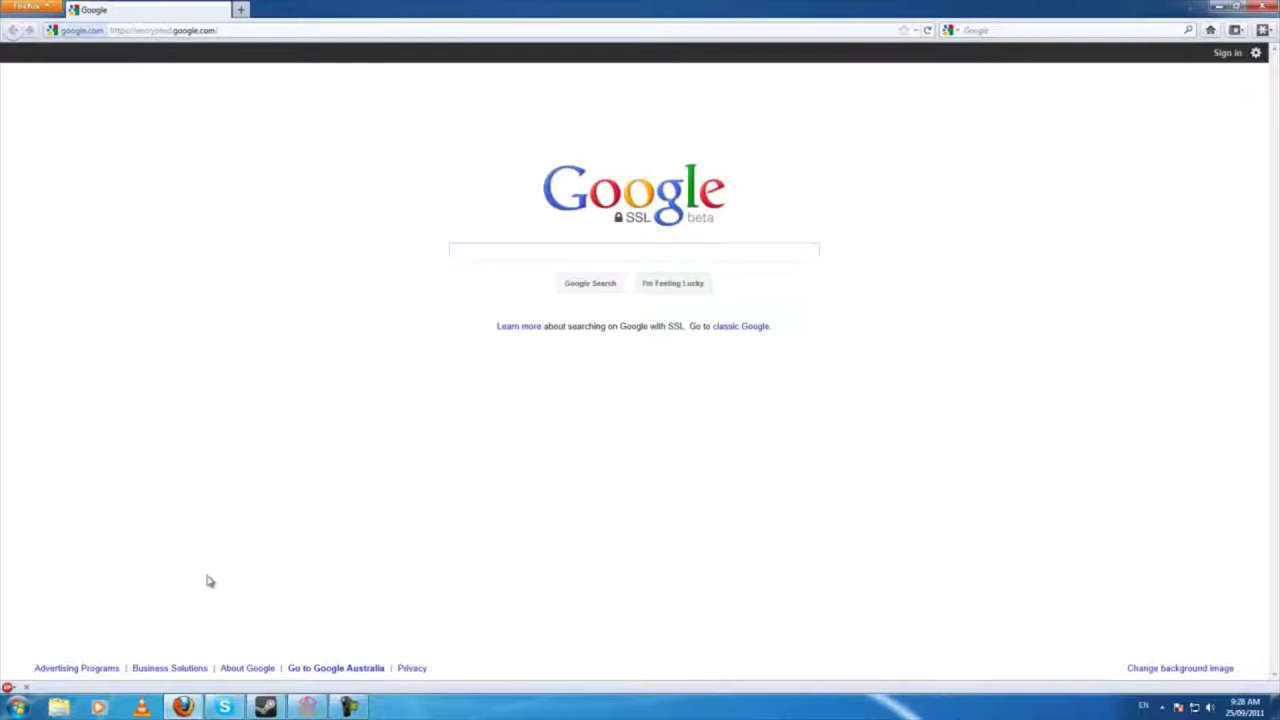 Firefox
Google
google.com https://encrypted.google.com/
Google
Sign in
Google
SSL beta
Google Search
I'm Feeling Lucky
Learn more about searching on Google with SSL. Go to classic Google.
Advertising Programs | Business Solutions | About Google | Go to Google Australia | Privacy
Change background image
EN
9:28 AM
25/09/2011